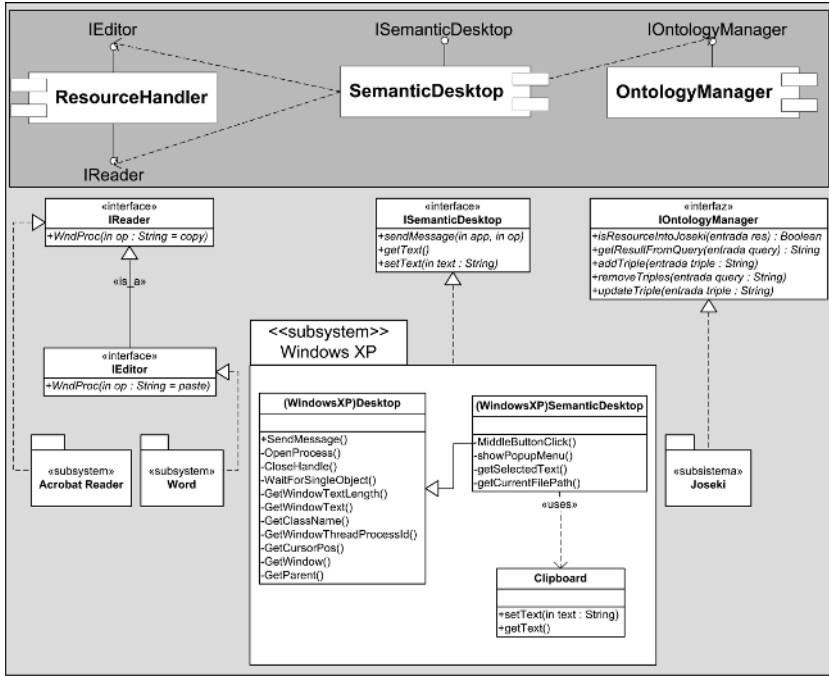 IEditor
ISemanticDesktop
IOntologyManager
ResourceHandler
SemanticDesktop
OntologyManager
IReader
«interface»
IReader
+WndProc(in op : String = copy)
«is_a»
«interface»
IEditor
+WndProc(in op : String = paste)
«subsystem»
Acrobat Reader
«subsystem»
Word
«interface»
ISemanticDesktop
+sendMessage(in app, in op)
+getText()
+setText(in text : String)
«interfaz»
IOntologyManager
+isResourceIntoJoseki(entrada res) : Boolean
+getResultFromQuery(entrada query) : String
+addTriple(entrada triple : String)
+removeTriples(entrada query : String)
+updateTriple(entrada triple : String)
<<subsystem>>
Windows XP
(WindowsXP)Desktop
+SendMessage()
-OpenProcess()
-CloseHandle()
-WaitForSingleObject()
-GetWindowTextLength()
-GetWindowText()
-GetClassName()
-GetWindowThreadProcessId()
-GetCursorPos()
-GetWindow()
-GetParent()
(WindowsXP)SemanticDesktop
-MiddleButtonClick()
-showPopupMenu()
-getSelectedText()
-getCurrentFilePath()
«uses»
Clipboard
+setText(in text : String)
+getText()
«subsistema»
Joseki